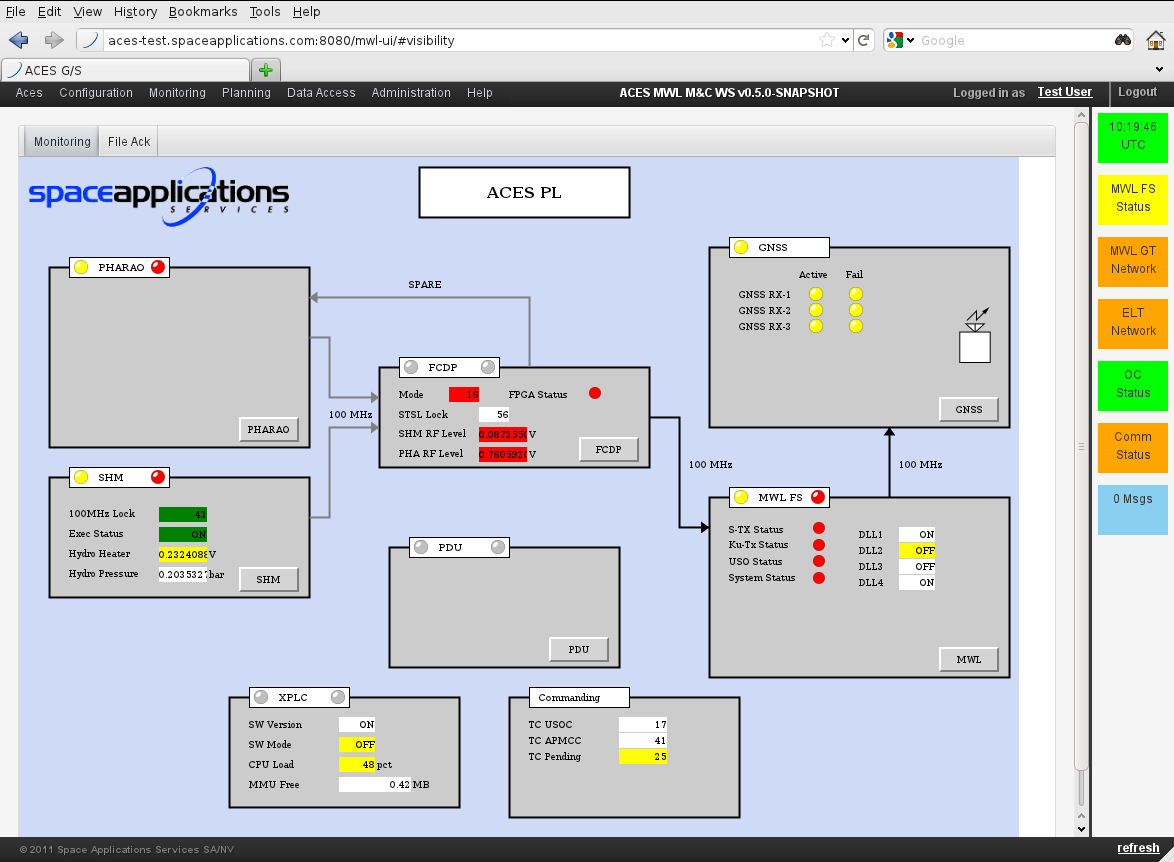 File Edit View History Bookmarks Tools Help
aces-test.spaceapplications.com:8080/mwl-ui/#visibility
Google
ACES G/S
Aces Configuration Monitoring Planning Data Access Administration Help
ACES MWL M&C WS v0.5.0-SNAPSHOT
Logged in as Test User Logout
Monitoring File Ack
spaceapplications
SERVICES
ACES PL
10:19:46
UTC
MWL FS
Status
MWL GT
Network
ELT
Network
OC
Status
Comm
Status
0 Msgs
PHARAO
PHARAO
SPARE
100 MHz
FCDP
Mode 16
FPGA Status
STSL Lock 56
SHM RF Level 0.0873550 V
PHA RF Level V
FCDP
GNSS
Active Fail
GNSS RX-1
GNSS RX-2
GNSS RX-3
GNSS
100 MHz
100 MHz
SHM
100MHz Lock 43
Exec Status ON
Hydro Heater 0.2324088 V
Hydro Pressure 0.2035327 bar
SHM
PDU
PDU
MWL FS
S-TX Status
Ku-Tx Status
USO Status
System Status
DLL1 ON
DLL2 OFF
DLL3 OFF
DLL4 ON
MWL
XPLC
SW Version ON
SW Mode OFF
CPU Load 48 pct
MMU Free 0.42 MB
Commanding
TC USOC 17
TC APMCC 41
TC Pending 25
© 2011 Space Applications Services SA/NV
refresh